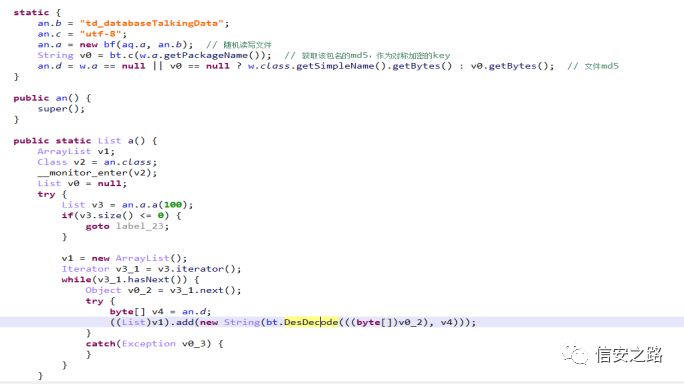 static {
    an.b = "td_databaseTalkingData";
    an.c = "utf-8";
    an.a = new bf(aq.a, an.b);  // 随机读写文件
    String v0 = bt.c(w.a.getPackageName());  // 获取该包名的md5，作为对称加密的key
    an.d = w.a == null || v0 == null ? w.class.getSimpleName().getBytes() : v0.getBytes();  // 文件md5
}
public an() {
    super();
}
public static List a() {
    ArrayList v1;
    Class v2 = an.class;
    __monitor_enter(v2);
    List v0 = null;
    try {
        List v3 = an.a.a(100);
        if(v3.size() <= 0) {
            goto label_23;
        }
        v1 = new ArrayList();
        Iterator v3_1 = v3.iterator();
        while(v3_1.hasNext()) {
            Object v0_2 = v3_1.next();
            try {
                byte[] v4 = an.d;
                ((List)v1).add(new String(bt.DesDecode(((byte[])v0_2), v4)));
            }
            catch(Exception v0_3) {
            }
        }
    }
信安之路